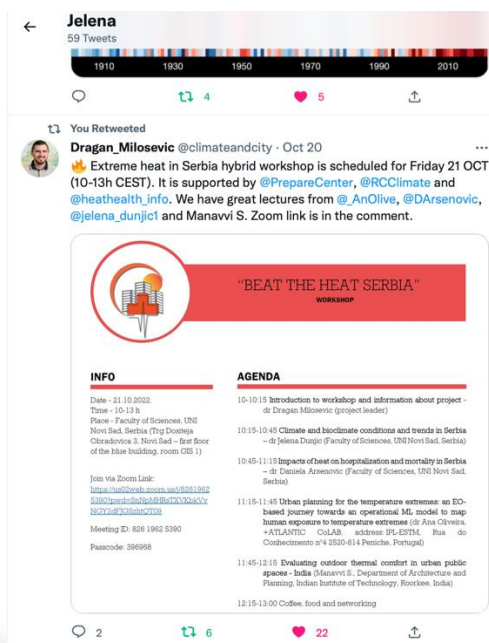 Jelena
59 Tweets
1910 1930 1950 1970 1990 2010
4 5
You Retweeted
Dragan_Milosevic @climateandcity · Oct 20
🔥 Extreme heat in Serbia hybrid workshop is scheduled for Friday 21 OCT
(10-13h CEST). It is supported by @PrepareCenter, @RCClimate and
@heathealth_info. We have great lectures from @_AnOlive, @DArsenovic,
@jelena_dunjic1 and Manavvi S. Zoom link is in the comment.
"BEAT THE HEAT SERBIA"
WORKSHOP
INFO
Date - 21.10.2022.
Time - 10-13 h
Place - Faculty of Sciences, UNI
Novi Sad, Serbia (Trg Dositeja
Obradovica 3, Novi Sad – first floor
of the blue building, room GIS 1)
Join via Zoom Link:
Meeting ID: 826 1962 5390
Passcode: 396968
AGENDA
10-10:15 Introduction to workshop and information about project -
dr Dragan Milosevic (project leader)
10:15-10:45 Climate and bioclimate conditions and trends in Serbia
– dr Jelena Dunjic (Faculty of Sciences, UNI Novi Sad, Serbia)
10:45-11:15 Impacts of heat on hospitalization and mortality in Serbia
– dr Daniela Arsenovic (Faculty of Sciences, UNI Novi Sad,
Serbia)
11:15-11:45 Urban planning for the temperature extremes: an EO-
based journey towards an operational ML model to map
human exposure to temperature extremes (dr Ana Oliveira,
+ATLANTIC CoLAB, address: IPL-ESTM, Rua do
Conhecimento nº4 2520-614 Peniche, Portugal)
11:45-12:15 Evaluating outdoor thermal comfort in urban public
spaces - India (Manavvi S., Department of Architecture and
Planning, Indian Institute of Technology, Roorkee, India)
12:15-13:00 Coffee, food and networking
2 6 22